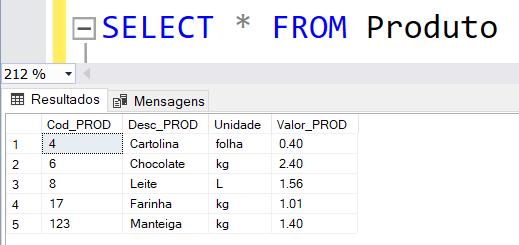 SELECT * FROM Produto
212 %
Resultados Mensagens
Cod_PROD Desc_PROD Unidade Valor_PROD
1 4 Cartolina folha 0.40
2 6 Chocolate kg 2.40
3 8 Leite L 1.56
4 17 Farinha kg 1.01
5 123 Manteiga kg 1.40